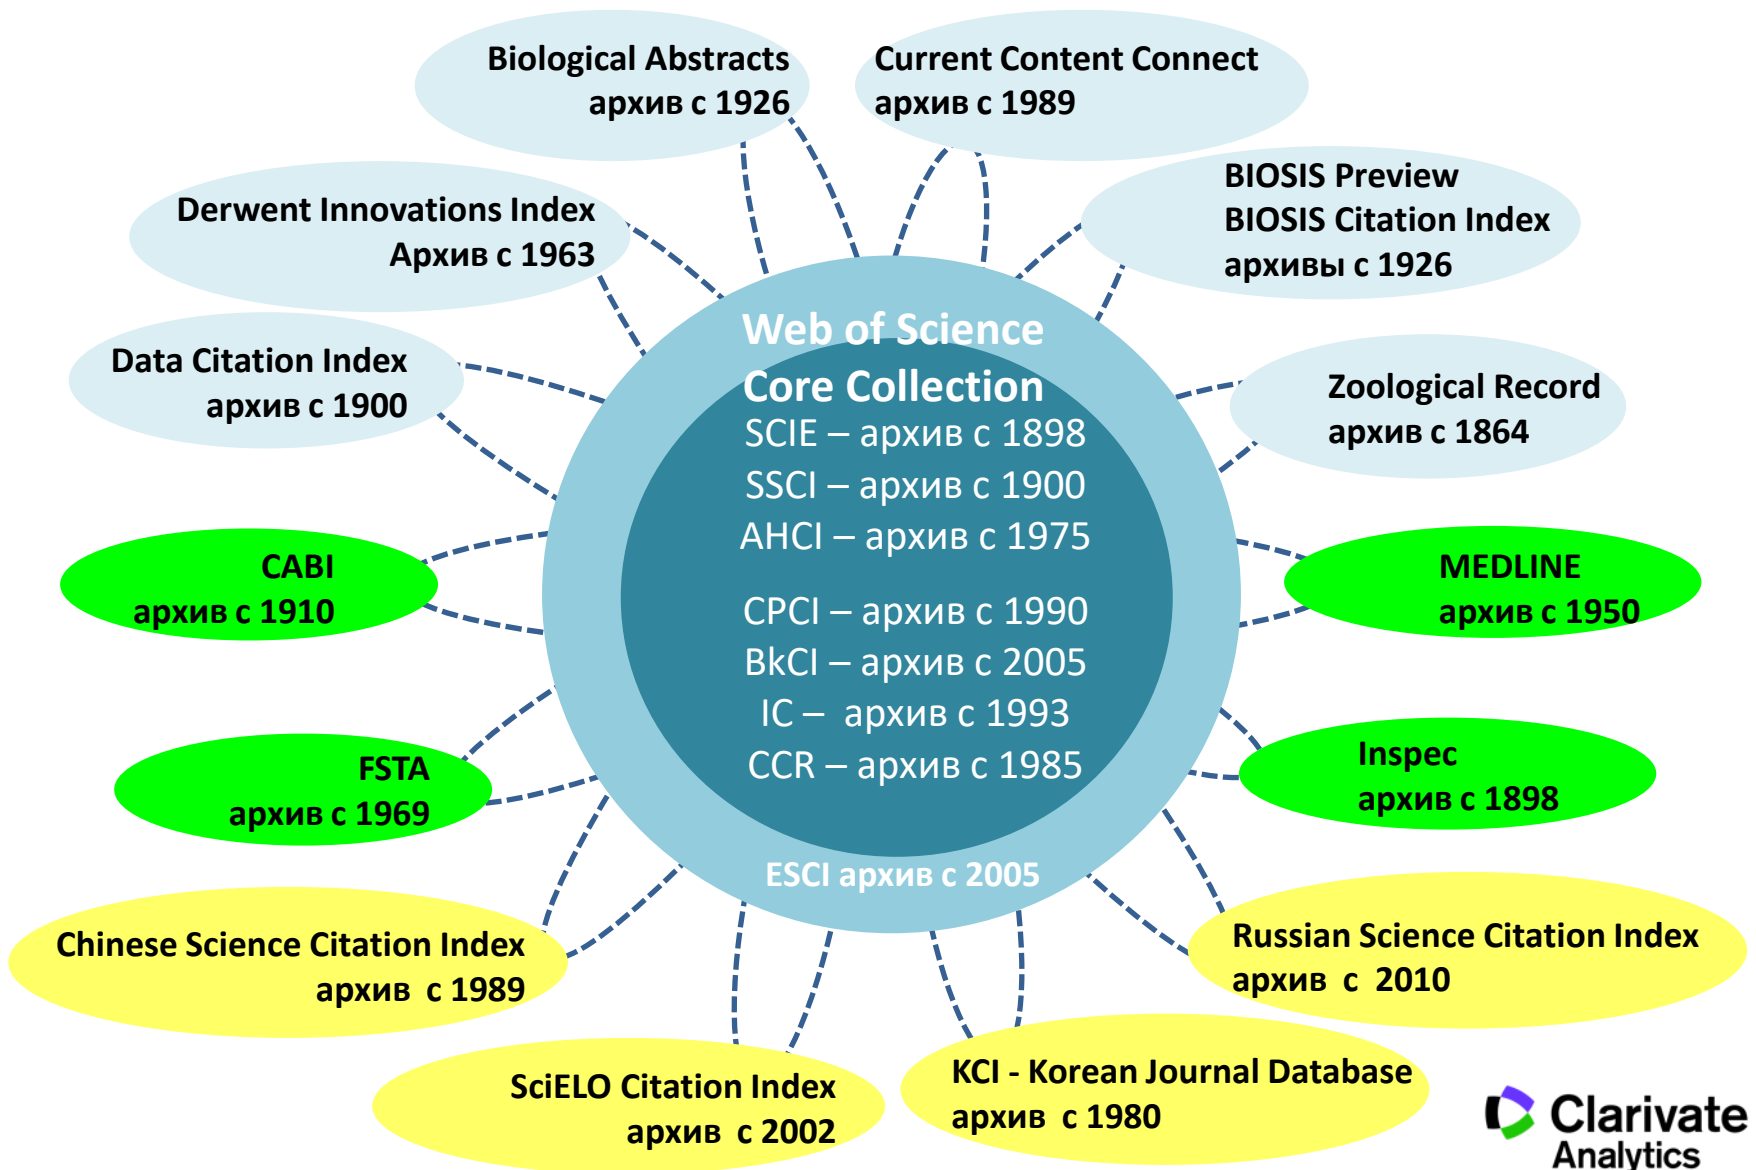 Biological Abstracts
архив с 1926
Current Content Connect
архив с 1989
Derwent Innovations Index
Архив с 1963
BIOSIS Preview
BIOSIS Citation Index
архивы с 1926
Data Citation Index
архив с 1900
Zoological Record
архив с 1864
Web of Science
Core Collection
SCIE – архив с 1898
SSCI – архив с 1900
AHCI – архив с 1975
CPCI – архив с 1990
BkCI – архив с 2005
IC –  архив с 1993
CCR – архив с 1985
ESCI архив с 2005
CABI
архив с 1910
MEDLINE
архив с 1950
FSTA
архив с 1969
Inspec
архив с 1898
Chinese Science Citation Index
архив  с 1989
Russian Science Citation Index
архив  с  2010
SciELO Citation Index
архив  с 2002
KCI - Korean Journal Database
архив  с 1980
Clarivate
Analytics